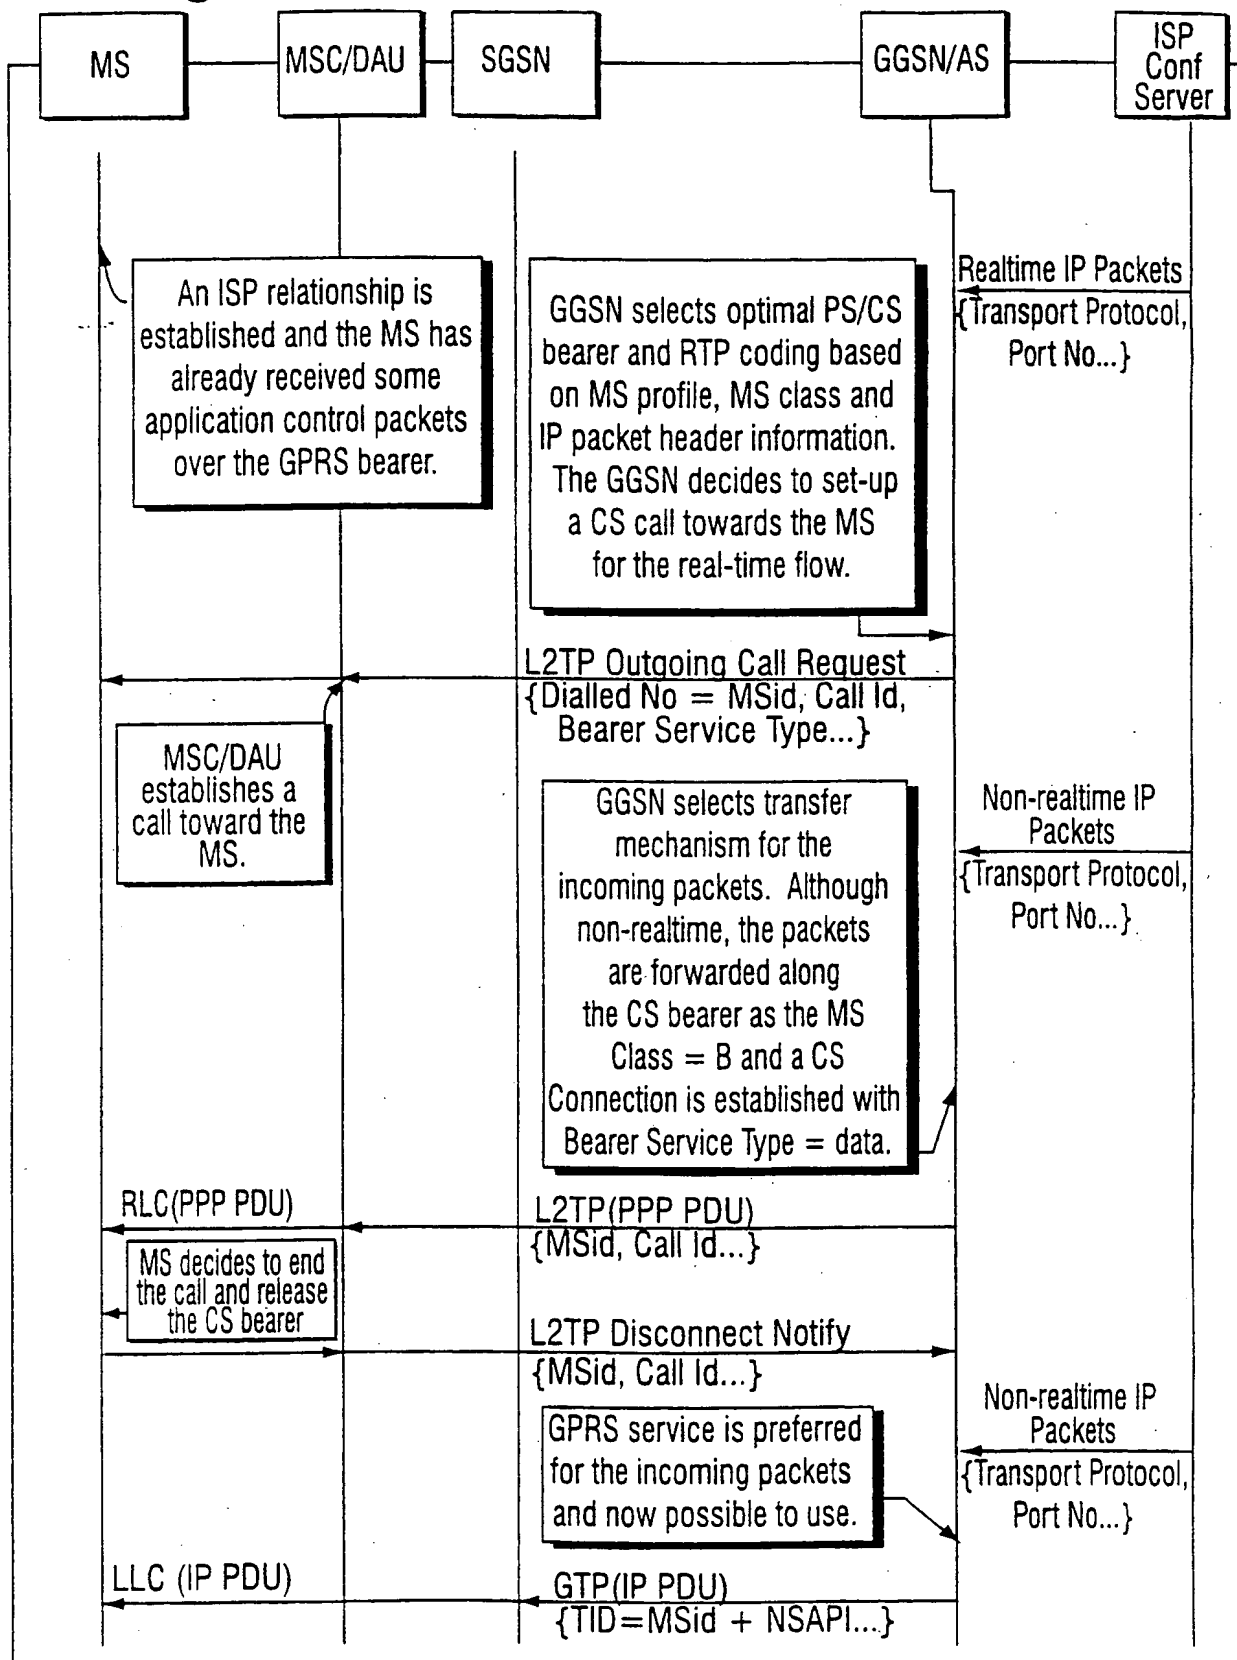 MS
MSC/DAU
SGSN
GGSN/AS
ISP
Conf
Server
An ISP relationship is
established and the MS has
already received some
application control packets
over the GPRS bearer.
GGSN selects optimal PS/CS
bearer and RTP coding based
on MS profile, MS class and
IP packet header information.
The GGSN decides to set-up
a CS call towards the MS
for the real-time flow.
Realtime IP Packets
{Transport Protocol,
Port No...}
L2TP Outgoing Call Request
{Dialled No = MSid, Call Id,
Bearer Service Type...}
MSC/DAU
establishes a
call toward the
MS.
GGSN selects transfer
mechanism for the
incoming packets. Although
non-realtime, the packets
are forwarded along
the CS bearer as the MS
Class = B and a CS
Connection is established with
Bearer Service Type = data.
Non-realtime IP
Packets
{Transport Protocol,
Port No...}
RLC(PPP PDU)
L2TP(PPP PDU)
{MSid, Call Id...}
MS decides to end
the call and release
the CS bearer
L2TP Disconnect Notify
{MSid, Call Id...}
GPRS service is preferred
for the incoming packets
and now possible to use.
Non-realtime IP
Packets
{Transport Protocol,
Port No...}
LLC (IP PDU)
GTP(IP PDU)
{TID=MSid + NSAPI...}